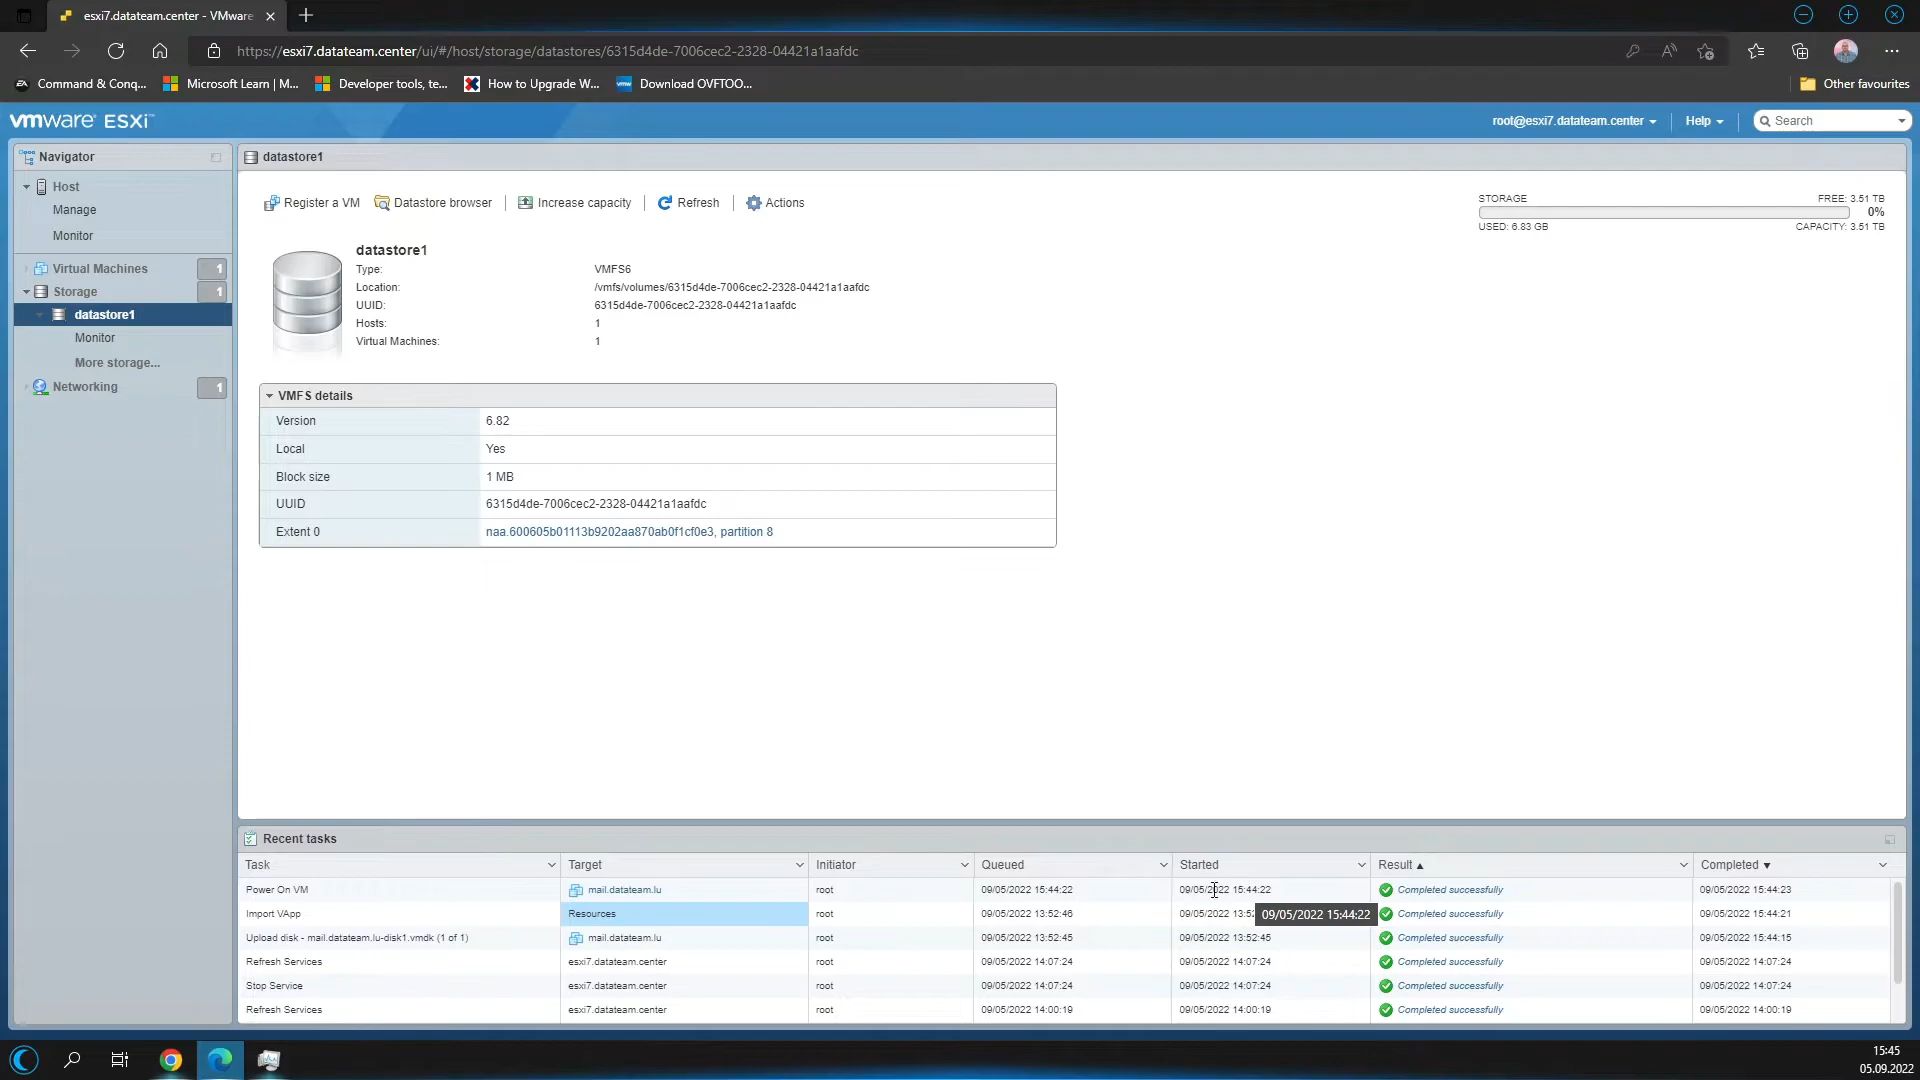 esxi7.datateam.center - VMware
https://esxi7.datateam.center/ui/#/host/storage/datastores/6315d4de-7006cec2-2328-04421a1aafdc
Command & Conq...
Microsoft Learn | M...
Developer tools, te...
How to Upgrade W...
Download OVFTOO...
Other favourites
vmware ESXi
root@esxi7.datateam.center
Help
Search
Navigator
Host
Manage
Monitor
Virtual Machines 1
Storage 1
datastore1
Monitor
More storage...
Networking 1
datastore1
Register a VM
Datastore browser
Increase capacity
Refresh
Actions
STORAGE FREE: 3.51 TB
0%
USED: 6.83 GB CAPACITY: 3.51 TB
datastore1
Type: VMFS6
Location: /vmfs/volumes/6315d4de-7006cec2-2328-04421a1aafdc
UUID: 6315d4de-7006cec2-2328-04421a1aafdc
Hosts: 1
Virtual Machines: 1
VMFS details
Version 6.82
Local Yes
Block size 1 MB
UUID 6315d4de-7006cec2-2328-04421a1aafdc
Extent 0 naa.600605b01113b9202aa870ab0f1cf0e3, partition 8
Recent tasks
Task Target Initiator Queued Started Result Completed
Power On VM mail.datateam.lu root 09/05/2022 15:44:22 09/05/2022 15:44:22 Completed successfully 09/05/2022 15:44:23
Import VApp Resources root 09/05/2022 13:52:46 09/05/2022 13:52 Completed successfully 09/05/2022 15:44:21
09/05/2022 15:44:22
Upload disk - mail.datateam.lu-disk1.vmdk (1 of 1) mail.datateam.lu root 09/05/2022 13:52:45 09/05/2022 13:52:45 Completed successfully 09/05/2022 15:44:15
Refresh Services esxi7.datateam.center root 09/05/2022 14:07:24 09/05/2022 14:07:24 Completed successfully 09/05/2022 14:07:24
Stop Service esxi7.datateam.center root 09/05/2022 14:07:24 09/05/2022 14:07:24 Completed successfully 09/05/2022 14:07:24
Refresh Services esxi7.datateam.center root 09/05/2022 14:00:19 09/05/2022 14:00:19 Completed successfully 09/05/2022 14:00:19
15:45
05.09.2022